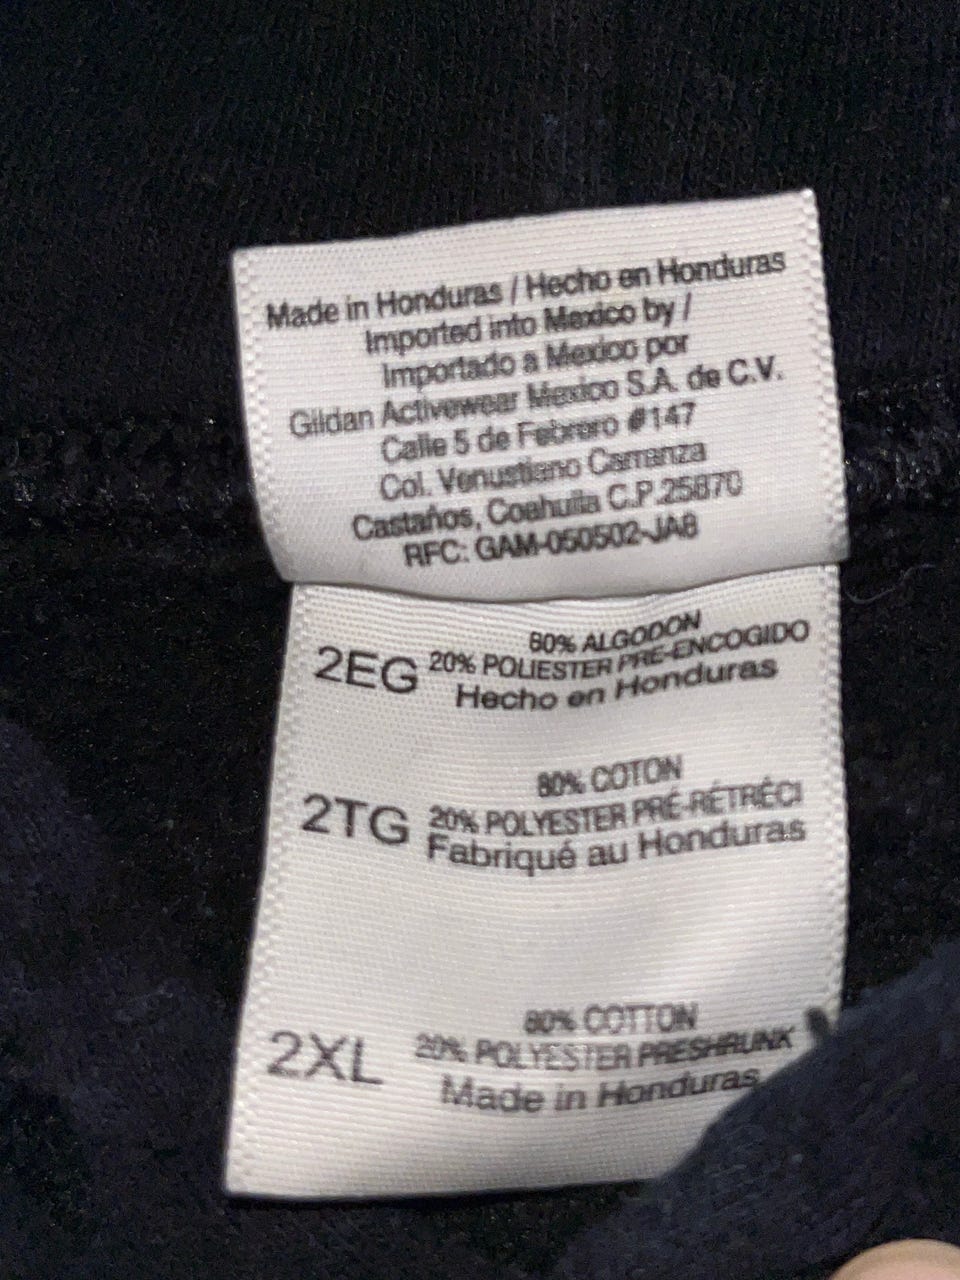 Made in Honduras / Hecho en Honduras
Imported into Mexico by /
Importado a Mexico por
Gildan Activewear Mexico S.A. de C.V.
Calle 5 de Febrero #147
Col. Venustiano Carranza
Castaños, Coahuila C.P.25870
RFC: GAM-050502-JA8
2EG
80% ALGODON
20% POLIESTER PRE-ENCOGIDO
Hecho en Honduras
2TG
80% COTON
20% POLYESTER PRÉ-RÉTRÉCI
Fabriqué au Honduras
2XL
80% COTTON
20% POLYESTER PRESHRUNK
Made in Honduras